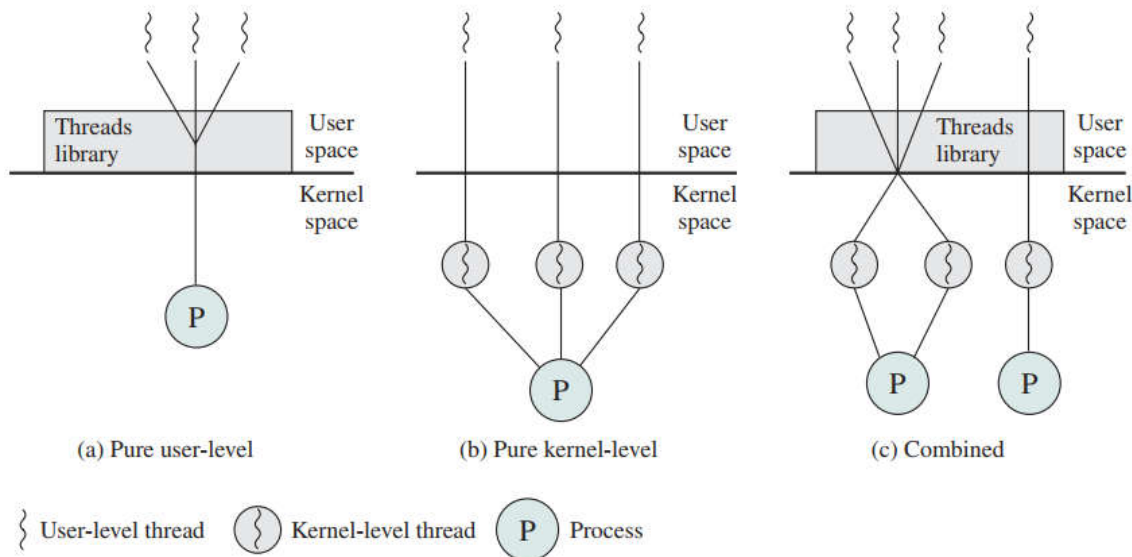 Threads
library
User
space
Kernel
space
P
(a) Pure user-level
User
space
Kernel
space
P
(b) Pure kernel-level
Threads
library
User
space
Kernel
space
P
P
(c) Combined
User-level thread
Kernel-level thread
P
Process